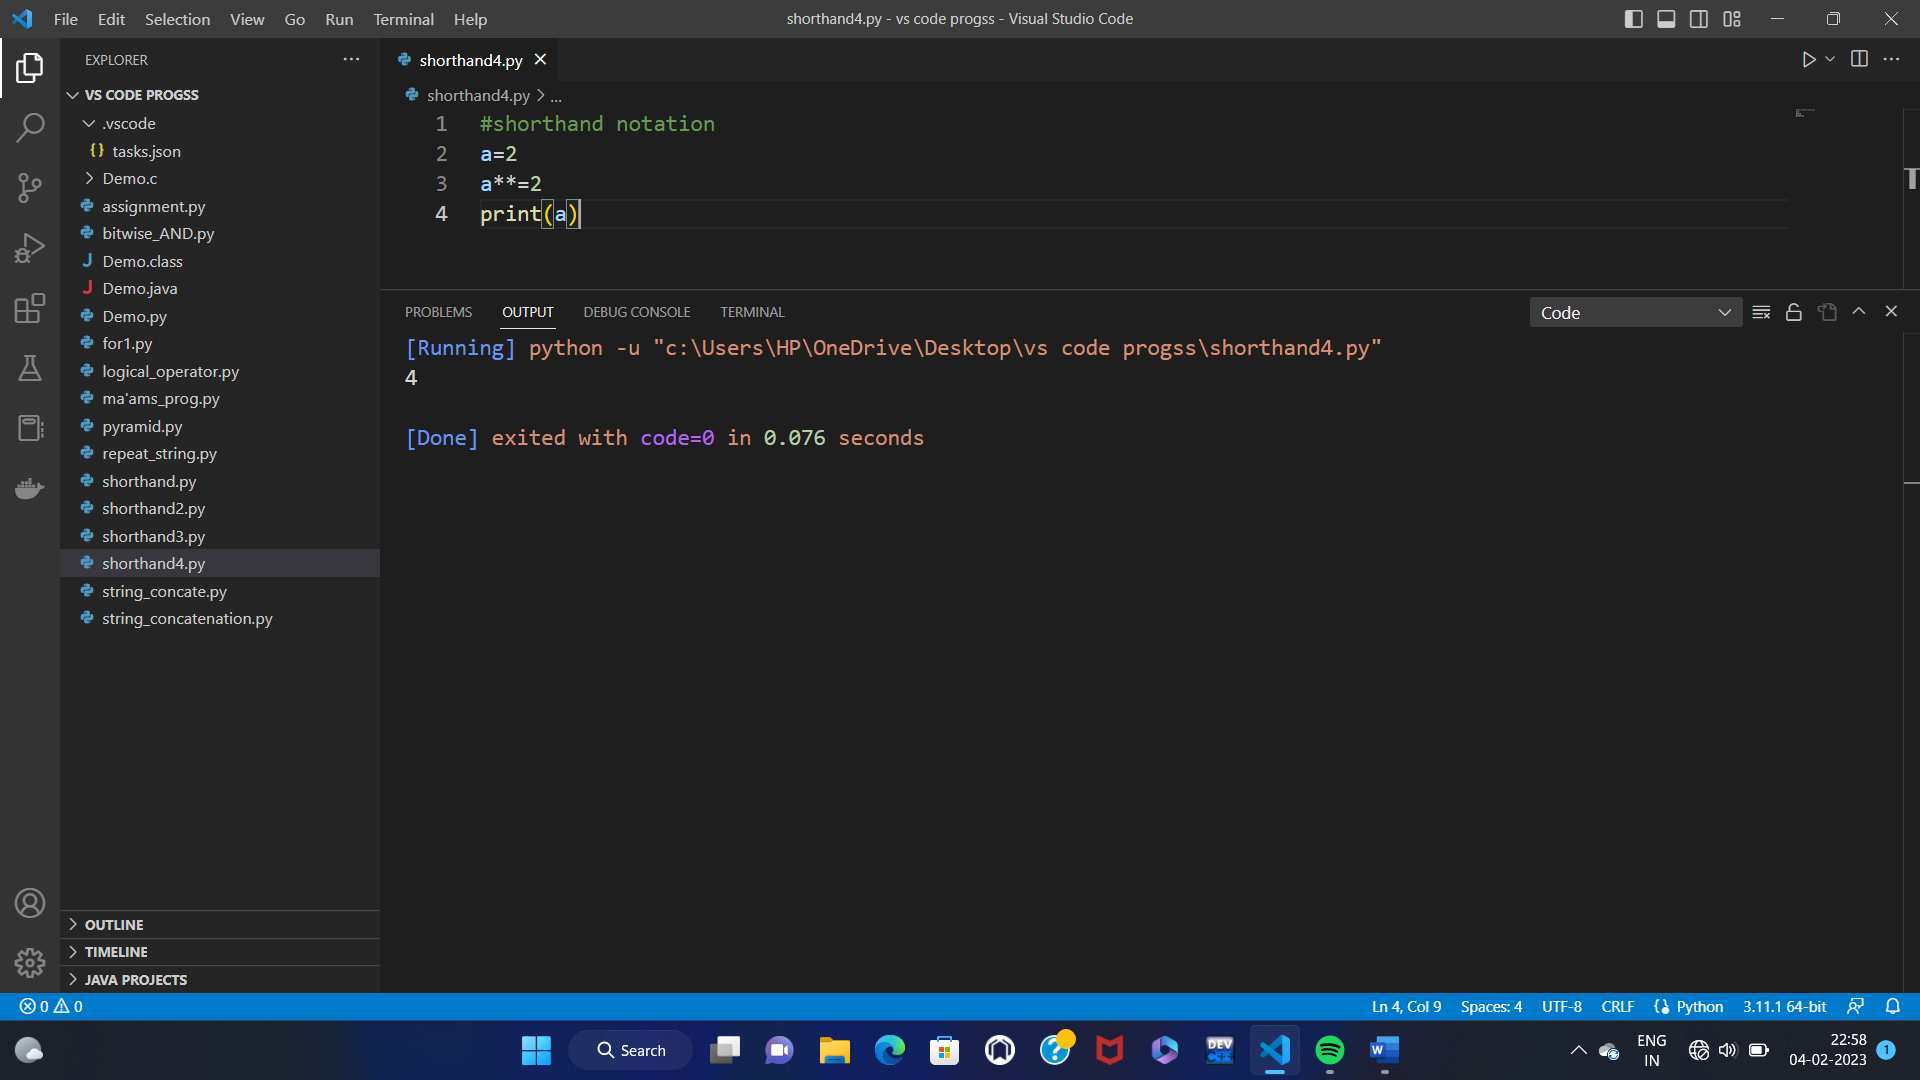 File Edit Selection View Go Run Terminal Help
shorthand4.py - vs code progss - Visual Studio Code
EXPLORER
VS CODE PROGSS
.vscode
{} tasks.json
Demo.c
assignment.py
bitwise_AND.py
J Demo.class
J Demo.java
Demo.py
for1.py
logical_operator.py
ma'ams_prog.py
pyramid.py
repeat_string.py
shorthand.py
shorthand2.py
shorthand3.py
shorthand4.py
string_concate.py
string_concatenation.py
OUTLINE
TIMELINE
JAVA PROJECTS
shorthand4.py
shorthand4.py > ...
1 #shorthand notation
2 a=2
3 a**=2
4 print(a)
PROBLEMS OUTPUT DEBUG CONSOLE TERMINAL
Code
[Running] python -u "c:\Users\HP\OneDrive\Desktop\vs code progss\shorthand4.py"
4
[Done] exited with code=0 in 0.076 seconds
0 0
Ln 4, Col 9 Spaces: 4 UTF-8 CRLF {} Python 3.11.1 64-bit
Search
DEV C++
W
ENG
IN
22:58
04-02-2023
1